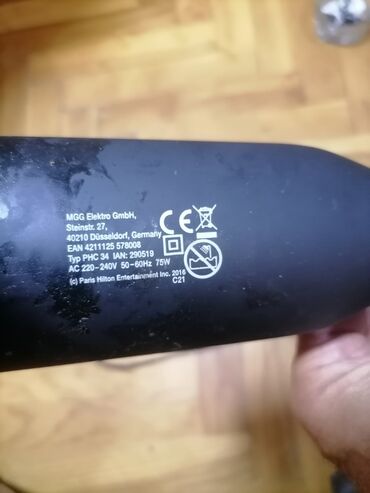 MGG Elektro GmbH,
Steinstr. 27,
40210 Düsseldorf, Germany
EAN 4211125 578008
Typ PHC 34 IAN: 290519
AC 220-240V 50-60Hz 75W
(c) Paris Hilton Entertainment Inc. 2016
C21
CE